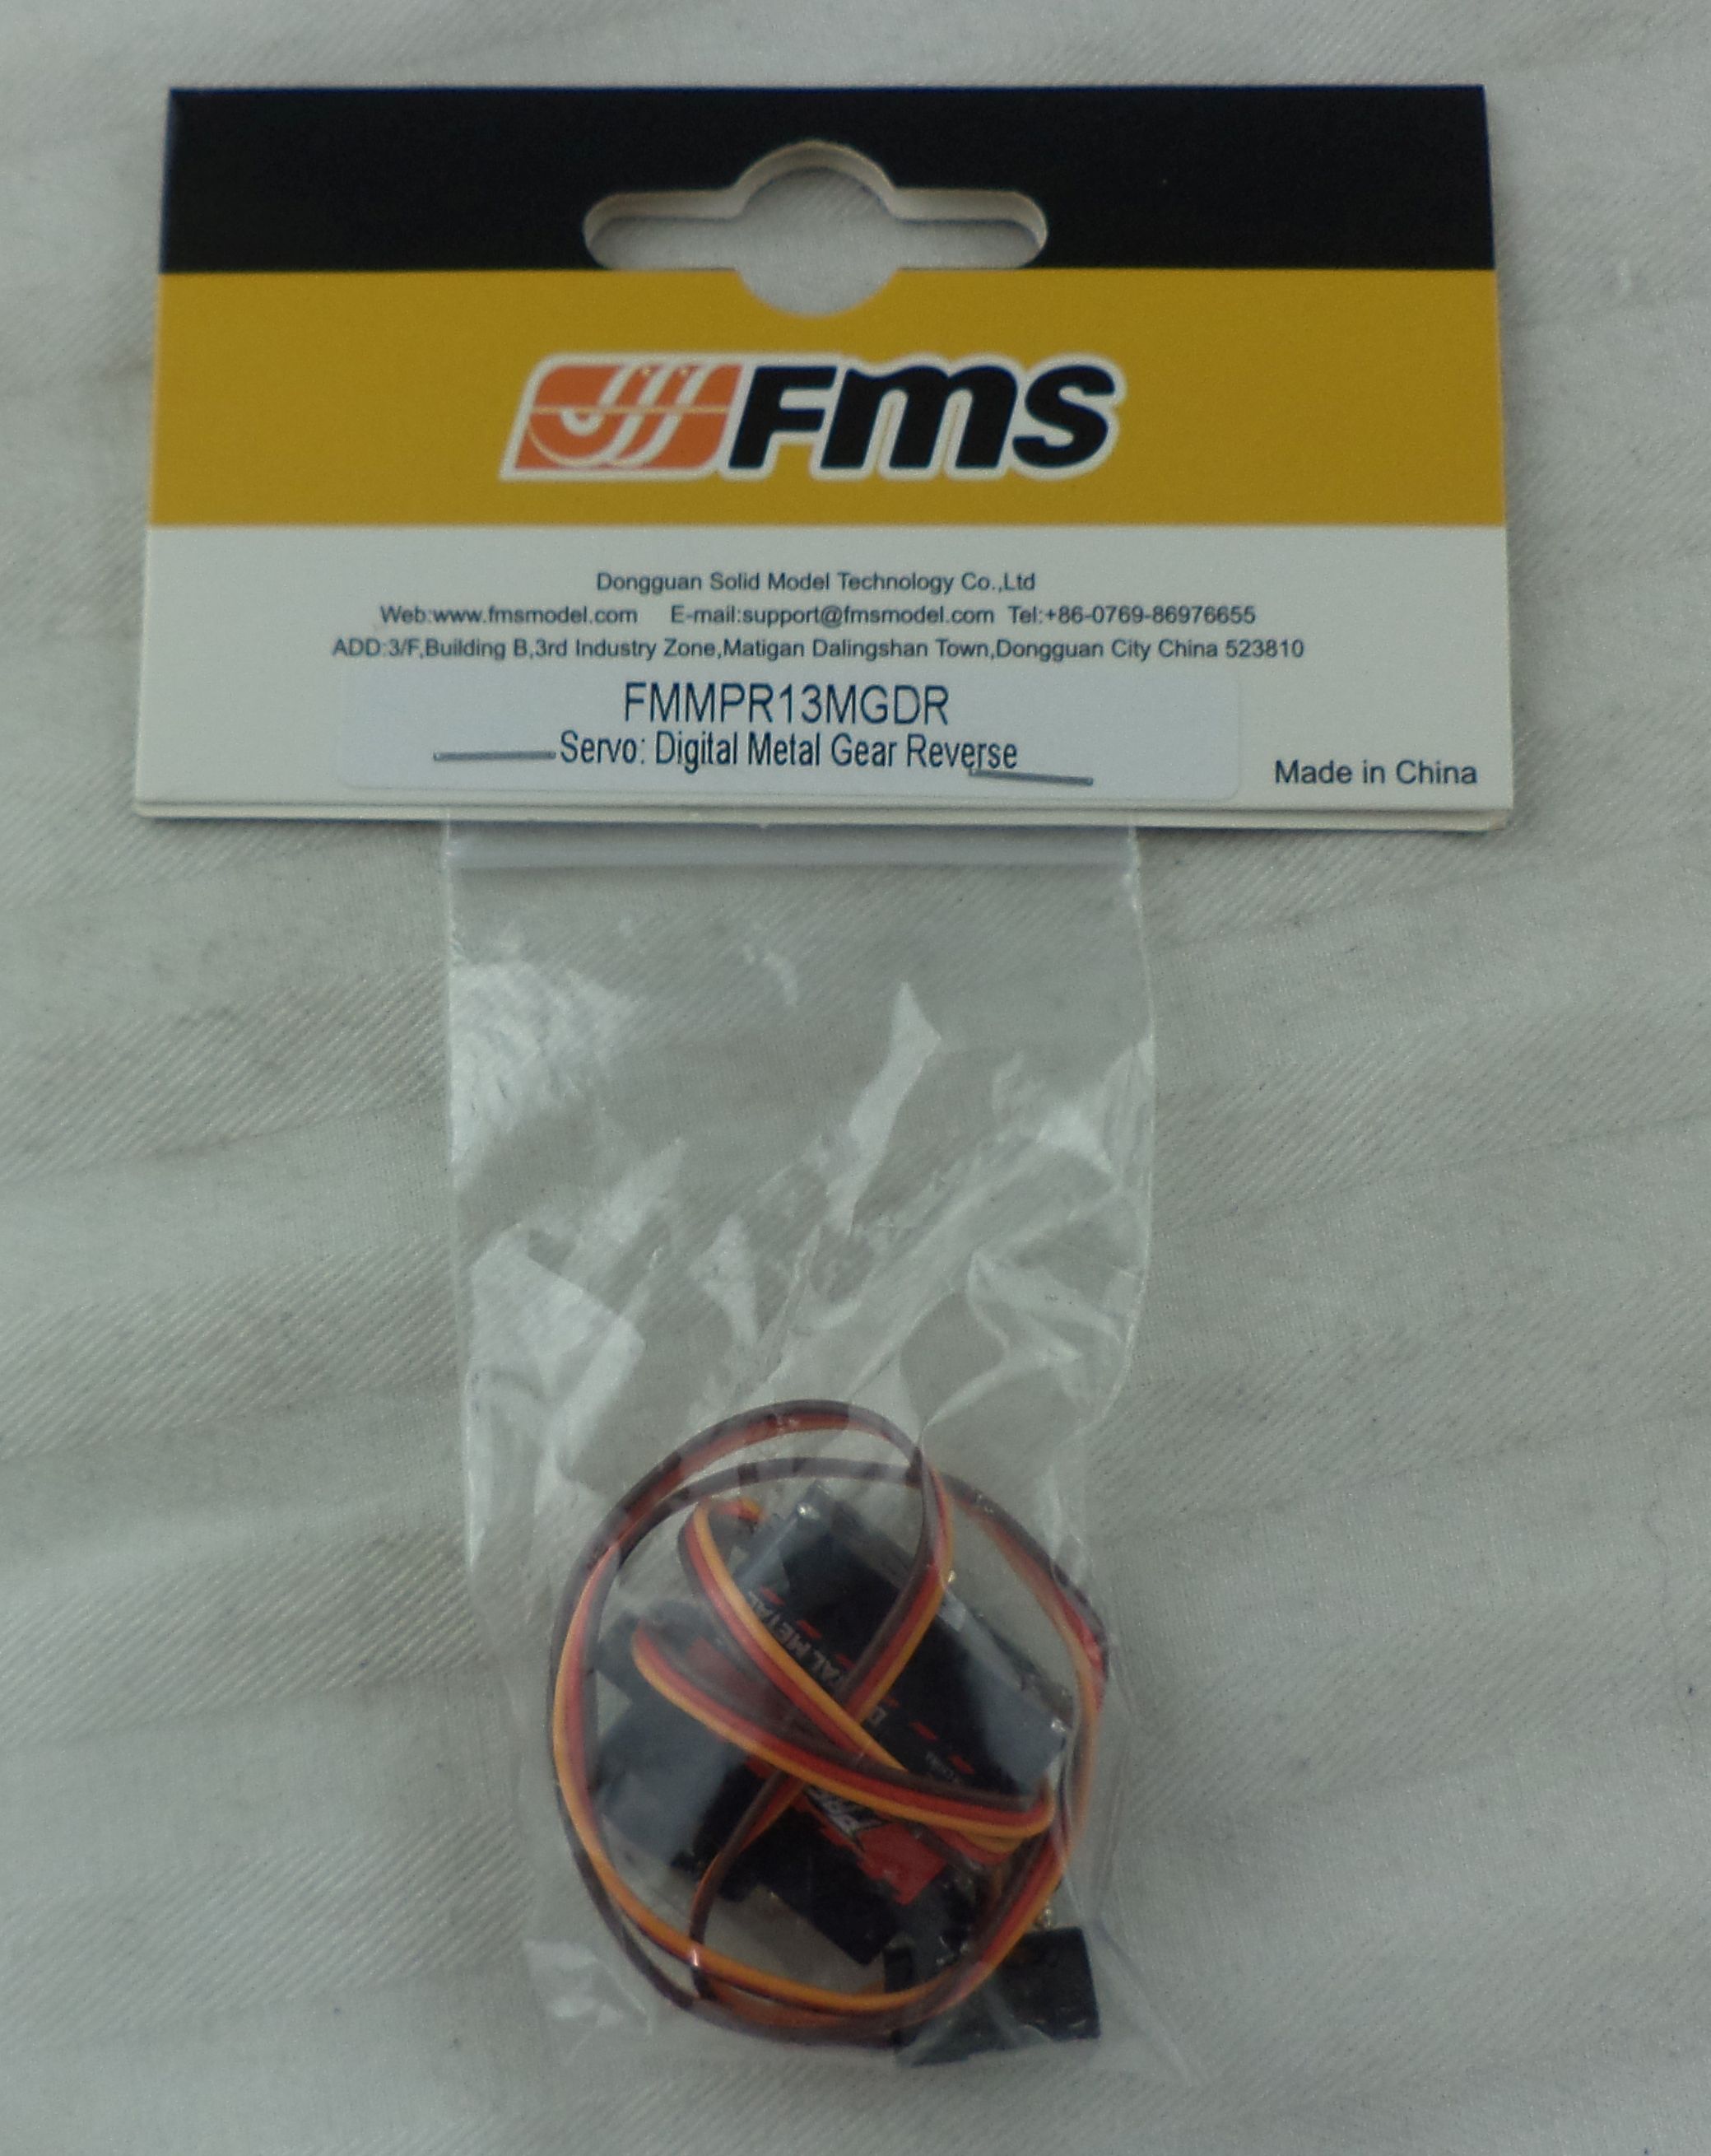 Fms
Dongguan Solid Model Technology Co.,Ltd
Web:www.fmsmodel.com E-mail:support@fmsmodel.com Tel:+86-0769-86976655
ADD:3/F,Building B,3rd Industry Zone,Matigan Dalingshan Town,Dongguan City China 523810
FMMPR13MGDR
Servo: Digital Metal Gear Reverse
Made in China
METAL